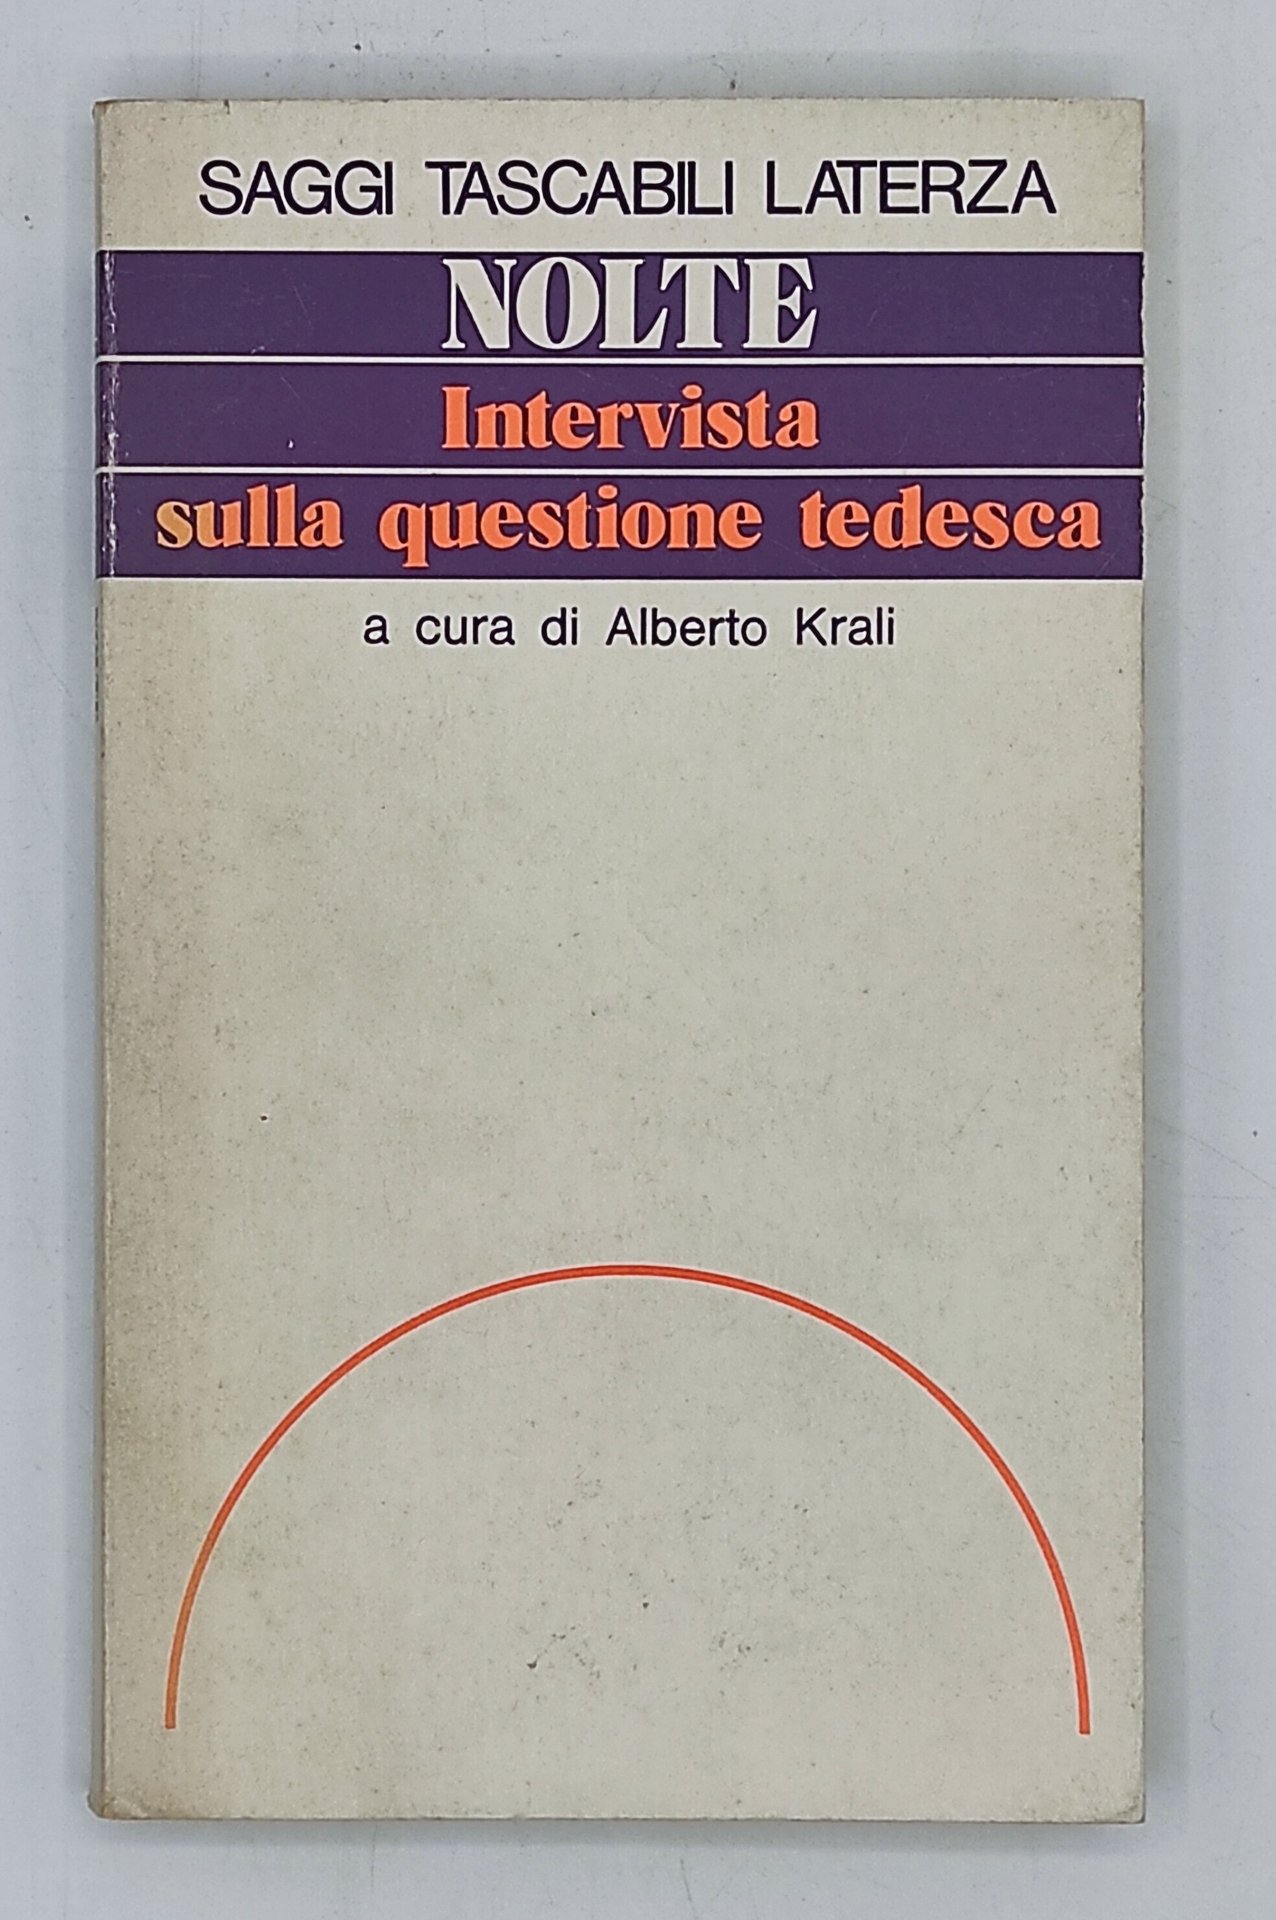 SAGGI TASCABILI LATERZA
NOLTE
Intervista
sulla questione tedesca
a cura di Alberto Krali